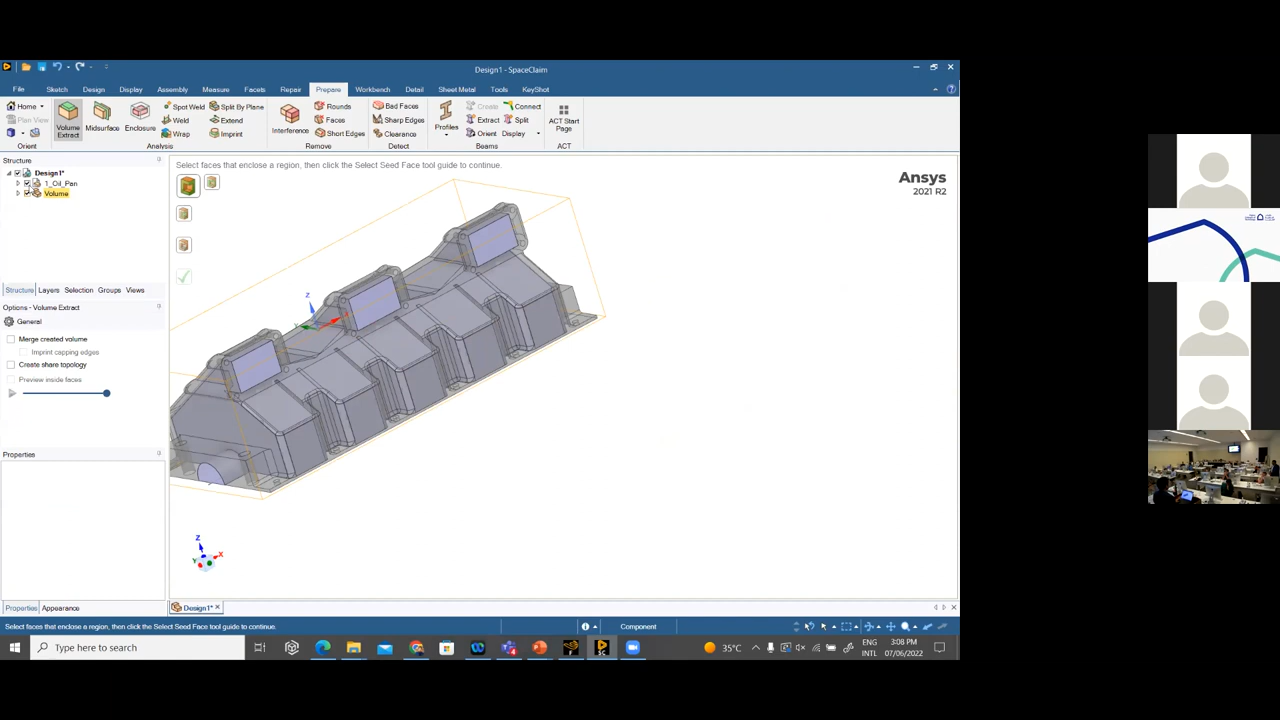 Design1 - SpaceClaim
File Sketch Design Display Assembly Measure Facets Repair Prepare Workbench Detail Sheet Metal Tools KeyShot
Home
Plan View
Orient
Volume Extract
Midsurface
Enclosure
Spot Weld
Weld
Wrap
Split By Plane
Extend
Imprint
Analysis
Interference
Rounds
Faces
Short Edges
Remove
Bad Faces
Sharp Edges
Clearance
Detect
Profiles
Create
Connect
Extract
Split
Orient
Display
Beams
ACT Start Page
ACT
Structure
Design1*
1_Oil_Pan
Volume
Structure Layers Selection Groups Views
Options - Volume Extract
General
Merge created volume
Imprint capping edges
Create share topology
Preview inside faces
Properties
Properties Appearance
Select faces that enclose a region, then click the Select Seed Face tool guide to continue.
Ansys
2021 R2
Z
Z
X
Y
Design1*
Select faces that enclose a region, then click the Select Seed Face tool guide to continue.
Component
Type here to search
35°C
ENG
INTL
3:08 PM
07/06/2022